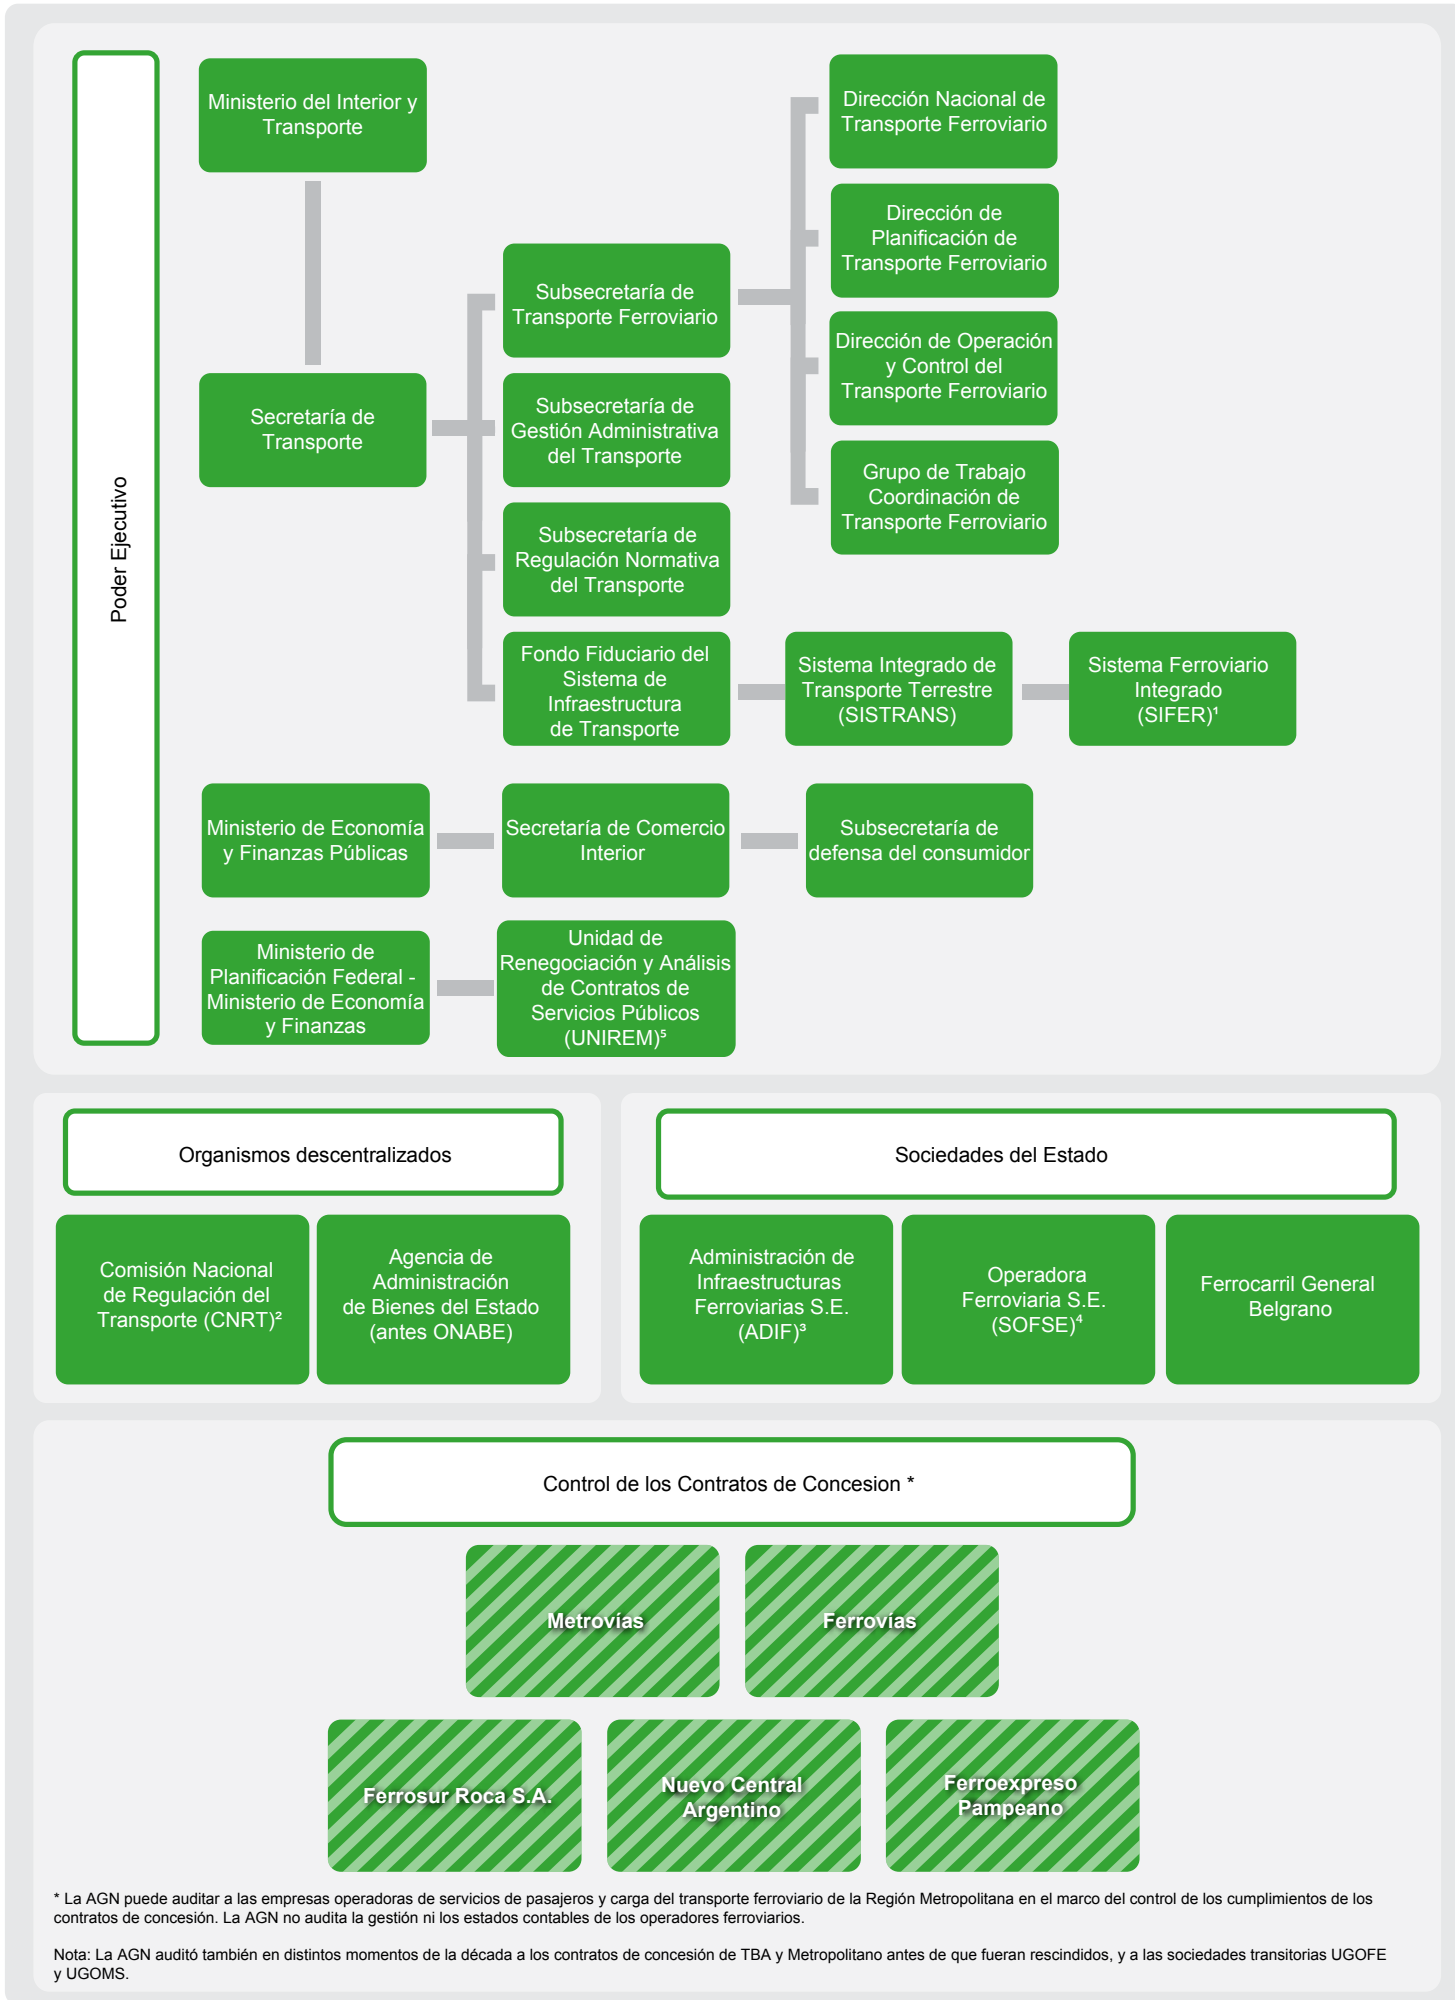 Poder Ejecutivo
Ministerio del Interior y
Transporte
Secretaría de
Transporte
Subsecretaría de
Transporte Ferroviario
Subsecretaría de
Gestión Administrativa
del Transporte
Subsecretaría de
Regulación Normativa
del Transporte
Fondo Fiduciario del
Sistema de
Infraestructura
de Transporte
Dirección Nacional de
Transporte Ferroviario
Dirección de
Planificación de
Transporte Ferroviario
Dirección de Operación
y Control del
Transporte Ferroviario
Grupo de Trabajo
Coordinación de
Transporte Ferroviario
Sistema Integrado de
Transporte Terrestre
(SISTRANS)
Sistema Ferroviario
Integrado
(SIFER)¹
Ministerio de Economía
y Finanzas Públicas
Secretaría de Comercio
Interior
Subsecretaría de
defensa del consumidor
Ministerio de
Planificación Federal -
Ministerio de Economía
y Finanzas
Unidad de
Renegociación y Análisis
de Contratos de
Servicios Públicos
(UNIREM)⁵
Organismos descentralizados
Comisión Nacional
de Regulación del
Transporte (CNRT)²
Agencia de
Administración
de Bienes del Estado
(antes ONABE)
Sociedades del Estado
Administración de
Infraestructuras
Ferroviarias S.E.
(ADIF)³
Operadora
Ferroviaria S.E.
(SOFSE)⁴
Ferrocarril General
Belgrano
Control de los Contratos de Concesion *
Metrovías
Ferrovías
Ferrosur Roca S.A.
Nuevo Central
Argentino
Ferroexpreso
Pampeano
* La AGN puede auditar a las empresas operadoras de servicios de pasajeros y carga del transporte ferroviario de la Región Metropolitana en el marco del control de los cumplimientos de los
contratos de concesión. La AGN no audita la gestión ni los estados contables de los operadores ferroviarios.
Nota: La AGN auditó también en distintos momentos de la década a los contratos de concesión de TBA y Metropolitano antes de que fueran rescindidos, y a las sociedades transitorias UGOFE
y UGOMS.